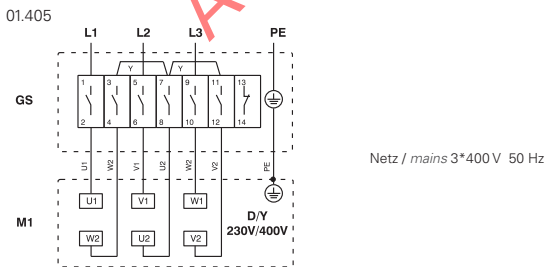 01.405
L1 L2 L3 PE
Y Y
1 3 5 7 9 11 13
GS
2 4 6 8 10 12 14
U1 W2 V1 U2 W2 V2 PE
Netz / mains 3*400 V 50 Hz
U1 V1 W1
M1
D/Y
230V/400V
W2 U2 V2